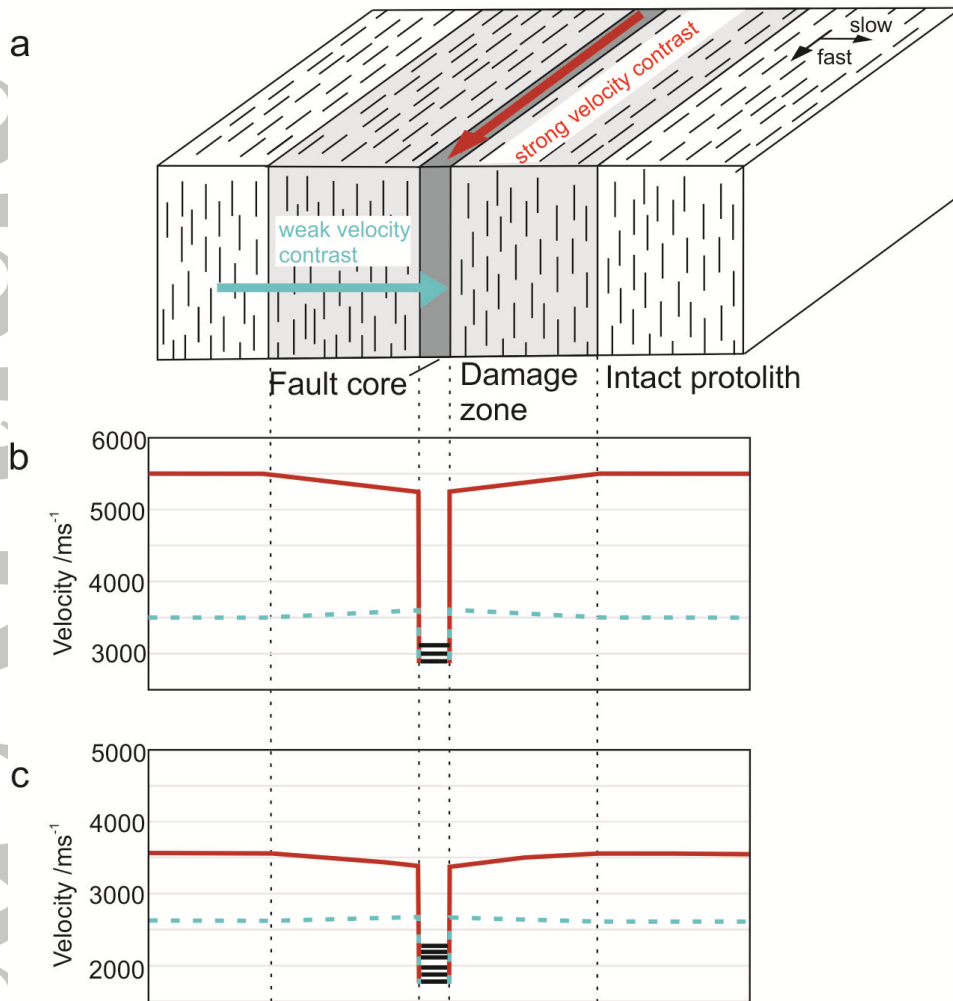 a
slow
fast
strong velocity contrast
weak velocity
contrast
Fault core
Damage
zone
Intact protolith
b
6000
5000
4000
3000
Velocity /ms⁻¹
c
5000
4000
3000
2000
Velocity /ms⁻¹